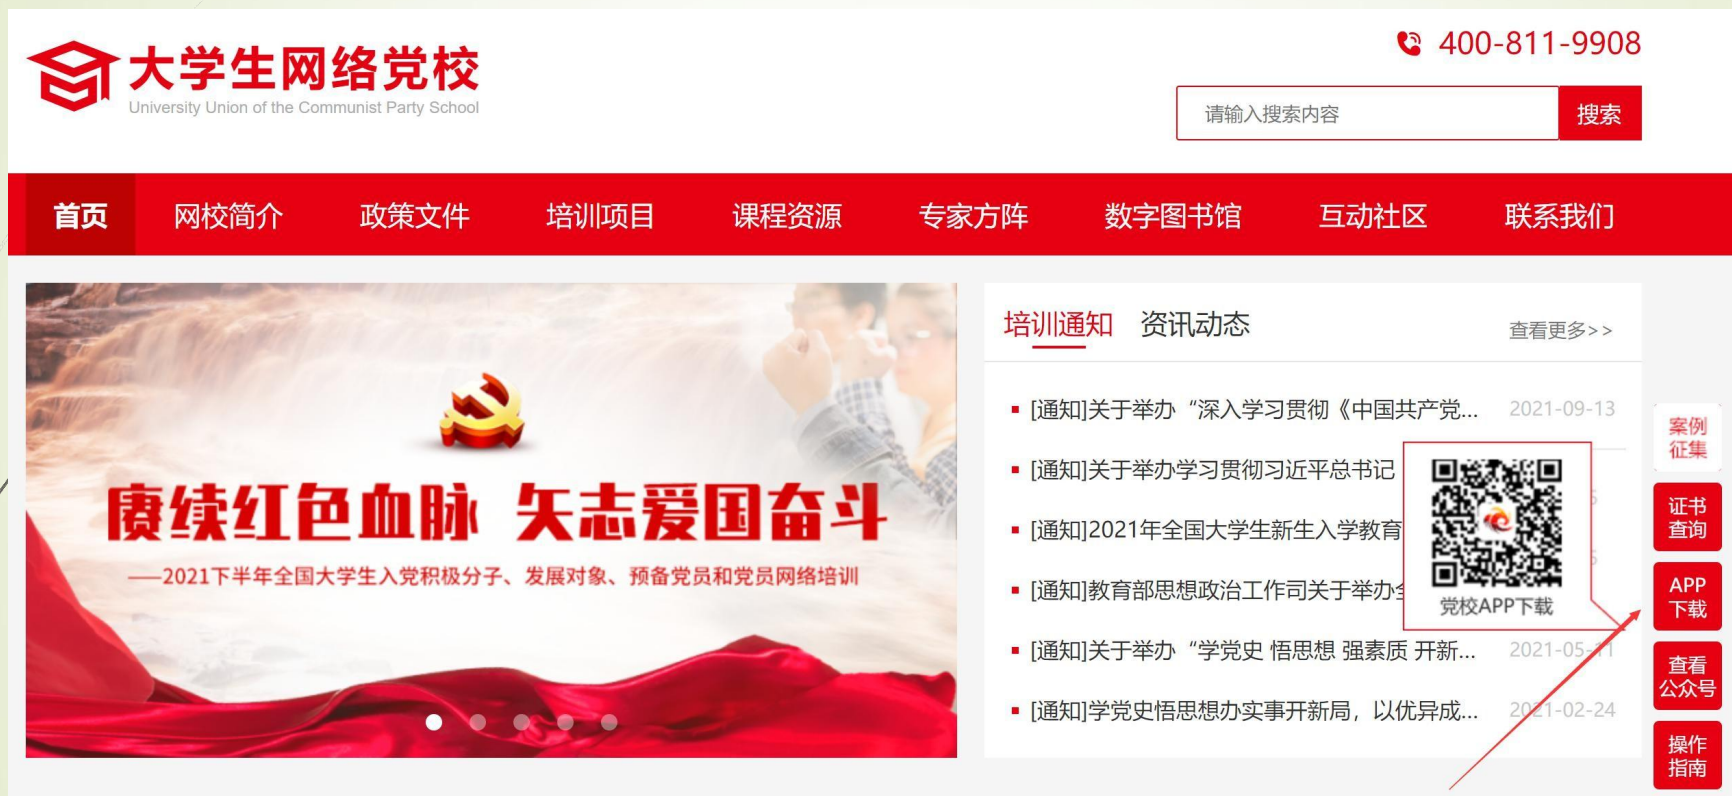 大学生网络党校
University Union of the Communist Party School
400-811-9908
请输入搜索内容
搜索
首页 网校简介 政策文件 培训项目 课程资源 专家方阵 数字图书馆 互动社区 联系我们
赓续红色血脉 矢志爱国奋斗
——2021下半年全国大学生入党积极分子、发展对象、预备党员和党员网络培训
培训通知 资讯动态 查看更多>>
[通知]关于举办“深入学习贯彻《中国共产党... 2021-09-13
[通知]关于举办学习贯彻习近平总书记
[通知]2021年全国大学生新生入学教育
[通知]教育部思想政治工作司关于举办全
[通知]关于举办“学党史 悟思想 强素质 开新... 2021-05-11
[通知]学党史悟思想办实事开新局，以优异成... 2021-02-24
党校APP下载
案例
征集
证书
查询
APP
下载
查看
公众号
操作
指南